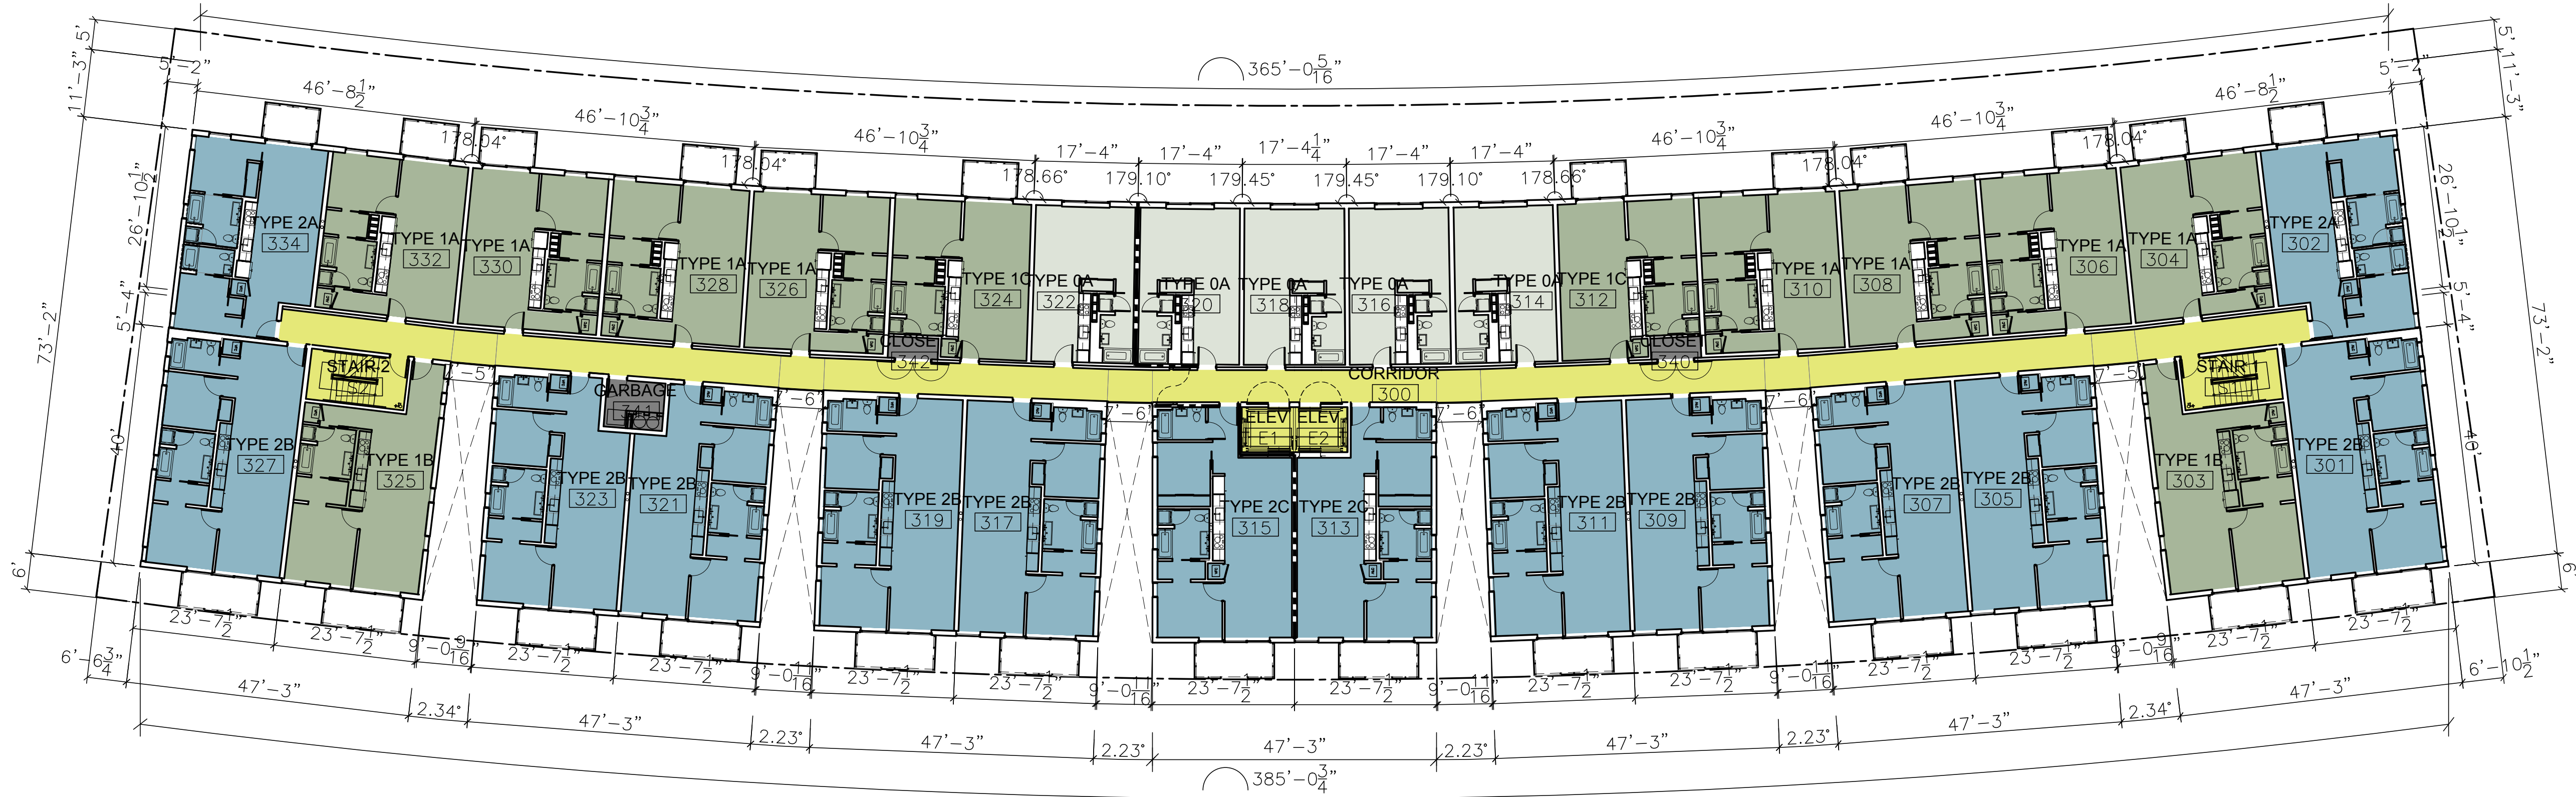 365'-0 5/16"
5'
11'-3"
5'-2"
46'-8 1/2"
46'-10 3/4"
46'-10 3/4"
17'-4"
17'-4"
17'-4 1/4"
17'-4"
17'-4"
46'-10 3/4"
46'-10 3/4"
46'-8 1/2"
5'-2"
5'
11'-3"
178.04°
178.04°
178.66°
179.10°
179.45°
179.45°
179.10°
178.66°
178.04°
178.04°
26'-10 1/2"
5'-4"
73'-2"
40'
6'
26'-10 1/2"
5'-4"
73'-2"
40'
6'
TYPE 2A
334
TYPE 1A
332
TYPE 1A
330
TYPE 1A
328
TYPE 1A
326
TYPE 1C
324
TYPE 0A
322
TYPE 0A
320
TYPE 0A
318
TYPE 0A
316
TYPE 0A
314
TYPE 1C
312
TYPE 1A
310
TYPE 1A
308
TYPE 1A
306
TYPE 1A
304
TYPE 2A
302
CLOSET
342
CLOSET
340
CORRIDOR
300
STAIR-2
S2
GARBAGE
341
ELEV
E1
ELEV
E2
STAIR-1
7'-5"
7'-6"
7'-6"
7'-6"
7'-6"
7'-5"
TYPE 2B
327
TYPE 1B
325
TYPE 2B
323
TYPE 2B
321
TYPE 2B
319
TYPE 2B
317
TYPE 2C
315
TYPE 2C
313
TYPE 2B
311
TYPE 2B
309
TYPE 2B
307
TYPE 2B
305
TYPE 1B
303
TYPE 2B
301
6'-6 3/4"
23'-7 1/2"
23'-7 1/2"
9'-0 9/16"
23'-7 1/2"
23'-7 1/2"
9'-0 11/16"
23'-7 1/2"
23'-7 1/2"
9'-0 11/16"
23'-7 1/2"
23'-7 1/2"
9'-0 11/16"
23'-7 1/2"
23'-7 1/2"
9'-0 11/16"
23'-7 1/2"
23'-7 1/2"
9'-0 9/16"
23'-7 1/2"
23'-7 1/2"
6'-10 1/2"
47'-3"
2.34°
47'-3"
2.23°
47'-3"
2.23°
47'-3"
2.23°
47'-3"
2.23°
47'-3"
2.34°
47'-3"
385'-0 3/4"